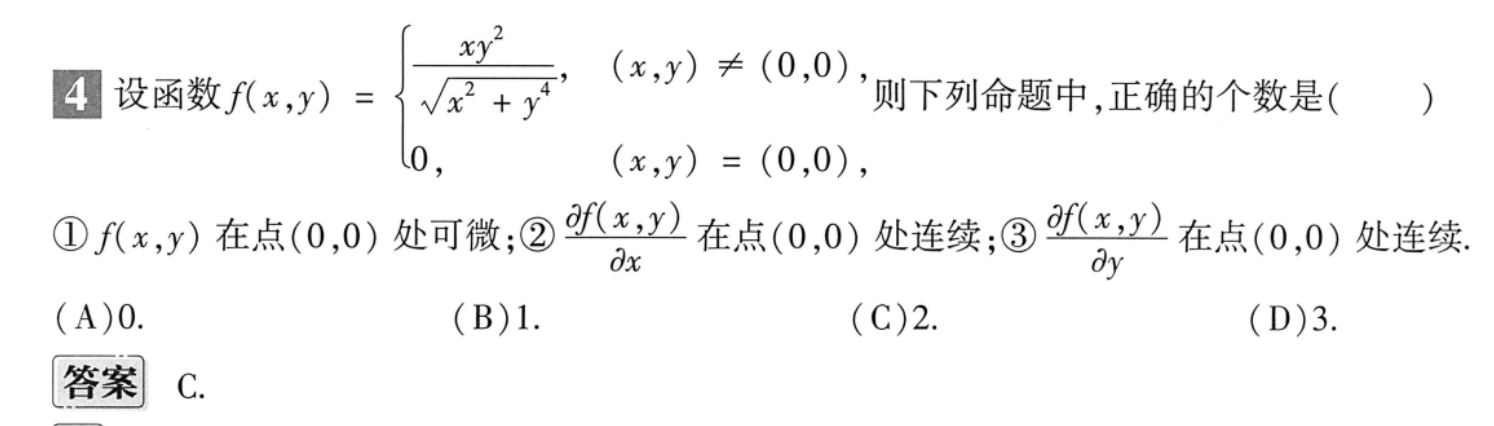 4 设函数f(x,y) = { xy²/√(x² + y⁴), (x,y) ≠ (0,0), 0, (x,y) = (0,0), 则下列命题中,正确的个数是( )
①f(x,y) 在点(0,0) 处可微;②∂f(x,y)/∂x 在点(0,0) 处连续;③∂f(x,y)/∂y 在点(0,0) 处连续.
(A)0. (B)1. (C)2. (D)3.
答案 C.